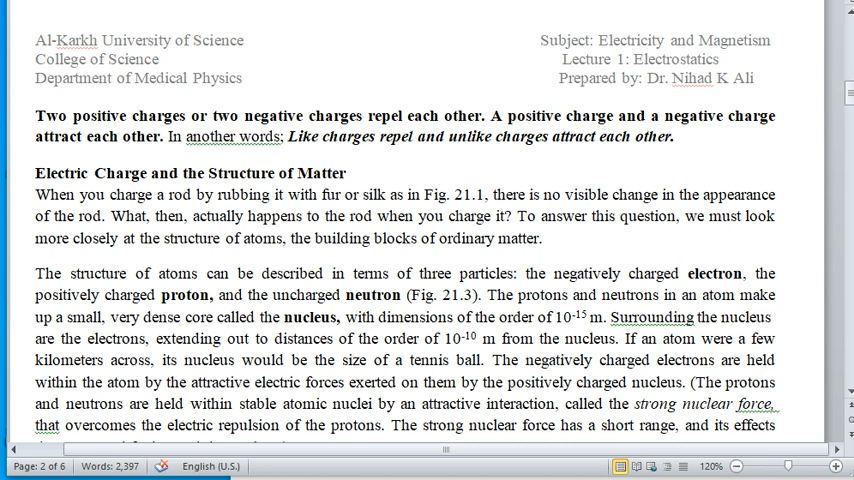 Al-Karkh University of Science Subject: Electricity and Magnetism
College of Science Lecture 1: Electrostatics
Department of Medical Physics Prepared by: Dr. Nihad K Ali
Two positive charges or two negative charges repel each other. A positive charge and a negative charge
attract each other. In another words; Like charges repel and unlike charges attract each other.
Electric Charge and the Structure of Matter
When you charge a rod by rubbing it with fur or silk as in Fig. 21.1, there is no visible change in the appearance
of the rod. What, then, actually happens to the rod when you charge it? To answer this question, we must look
more closely at the structure of atoms, the building blocks of ordinary matter.
The structure of atoms can be described in terms of three particles: the negatively charged electron, the
positively charged proton, and the uncharged neutron (Fig. 21.3). The protons and neutrons in an atom make
up a small, very dense core called the nucleus, with dimensions of the order of 10⁻¹⁵ m. Surrounding the nucleus
are the electrons, extending out to distances of the order of 10⁻¹⁰ m from the nucleus. If an atom were a few
kilometers across, its nucleus would be the size of a tennis ball. The negatively charged electrons are held
within the atom by the attractive electric forces exerted on them by the positively charged nucleus. (The protons
and neutrons are held within stable atomic nuclei by an attractive interaction, called the strong nuclear force,
that overcomes the electric repulsion of the protons. The strong nuclear force has a short range, and its effects
Page: 2 of 6 Words: 2,397 English (U.S.) 120%